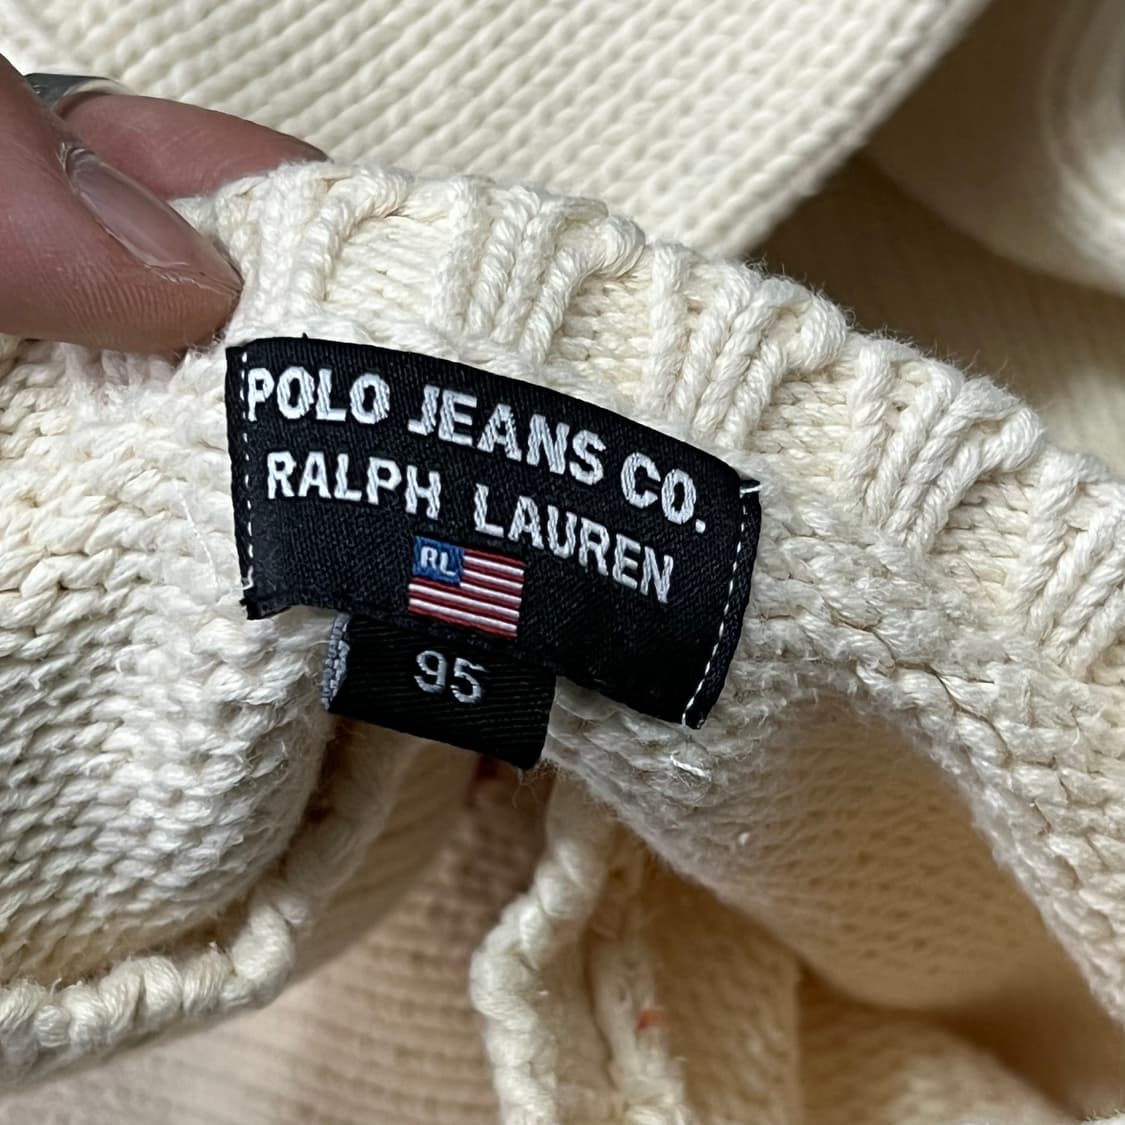 POLO JEANS CO.
RALPH LAUREN
RL
95